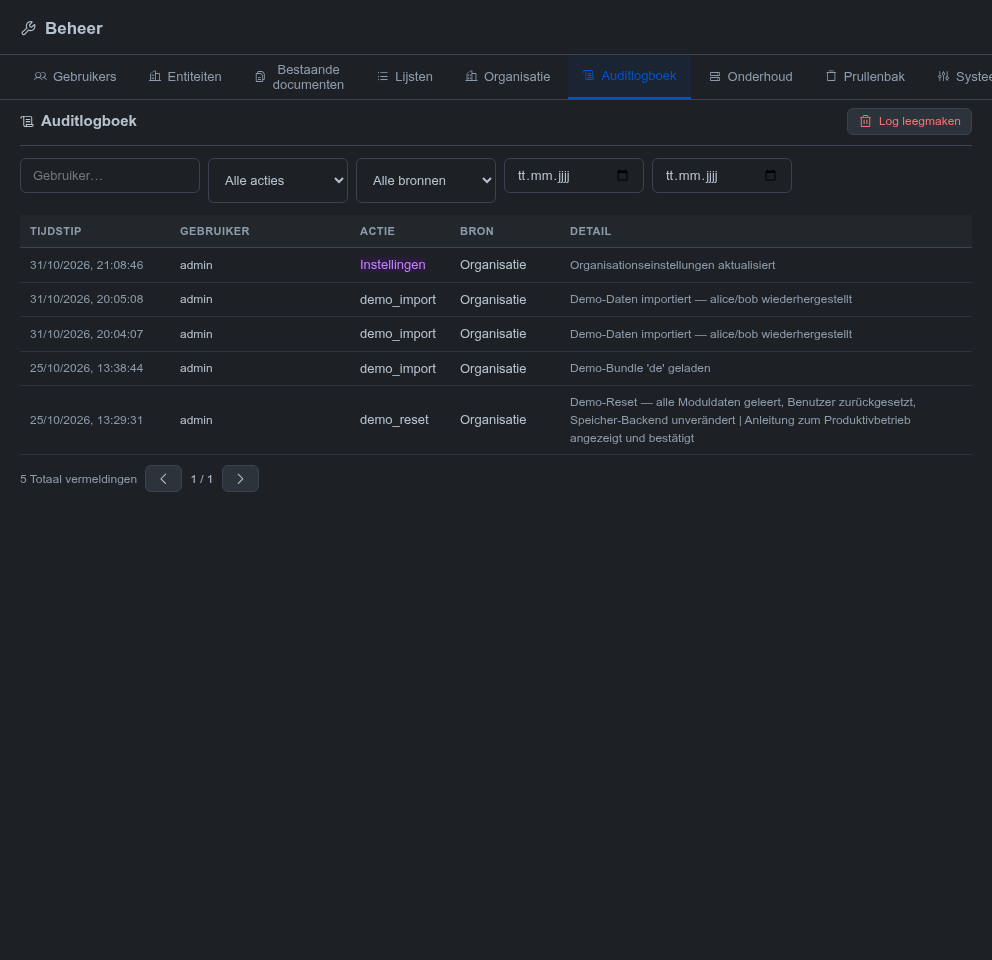 Beheer
Gebruikers
Entiteiten
Bestaande
documenten
Lijsten
Organisatie
Auditlogboek
Onderhoud
Prullenbak
Systee
Auditlogboek
Log leegmaken
Gebruiker…
Alle acties
Alle bronnen
tt.mm.jjjj
tt.mm.jjjj
TIJDSTIP GEBRUIKER ACTIE BRON DETAIL
31/10/2026, 21:08:46 admin Instellingen Organisatie Organisationseinstellungen aktualisiert
31/10/2026, 20:05:08 admin demo_import Organisatie Demo-Daten importiert — alice/bob wiederhergestellt
31/10/2026, 20:04:07 admin demo_import Organisatie Demo-Daten importiert — alice/bob wiederhergestellt
25/10/2026, 13:38:44 admin demo_import Organisatie Demo-Bundle 'de' geladen
25/10/2026, 13:29:31 admin demo_reset Organisatie Demo-Reset — alle Moduldaten geleert, Benutzer zurückgesetzt,
Speicher-Backend unverändert | Anleitung zum Produktivbetrieb
angezeigt und bestätigt
5 Totaal vermeldingen 1 / 1